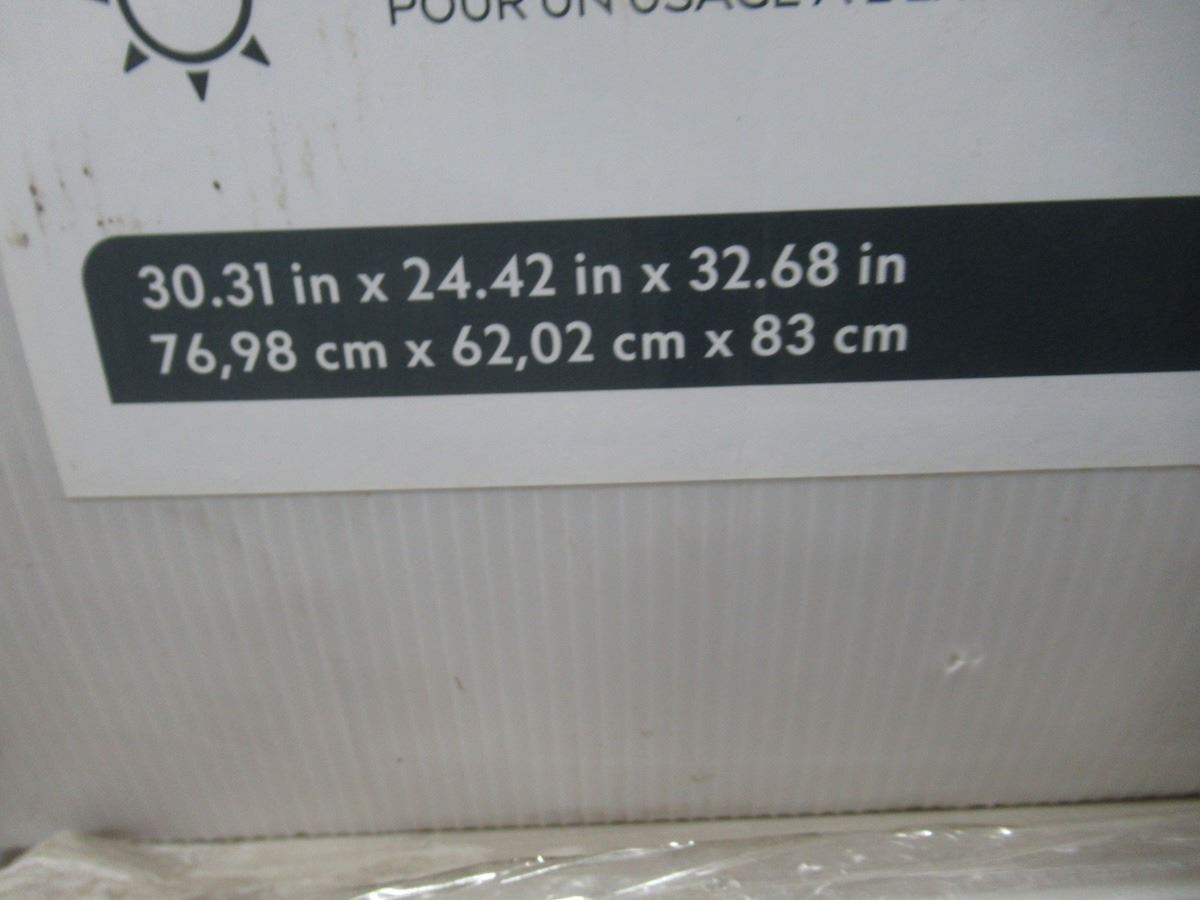 POUR UN USAGE À
30.31 in x 24.42 in x 32.68 in
76,98 cm x 62,02 cm x 83 cm